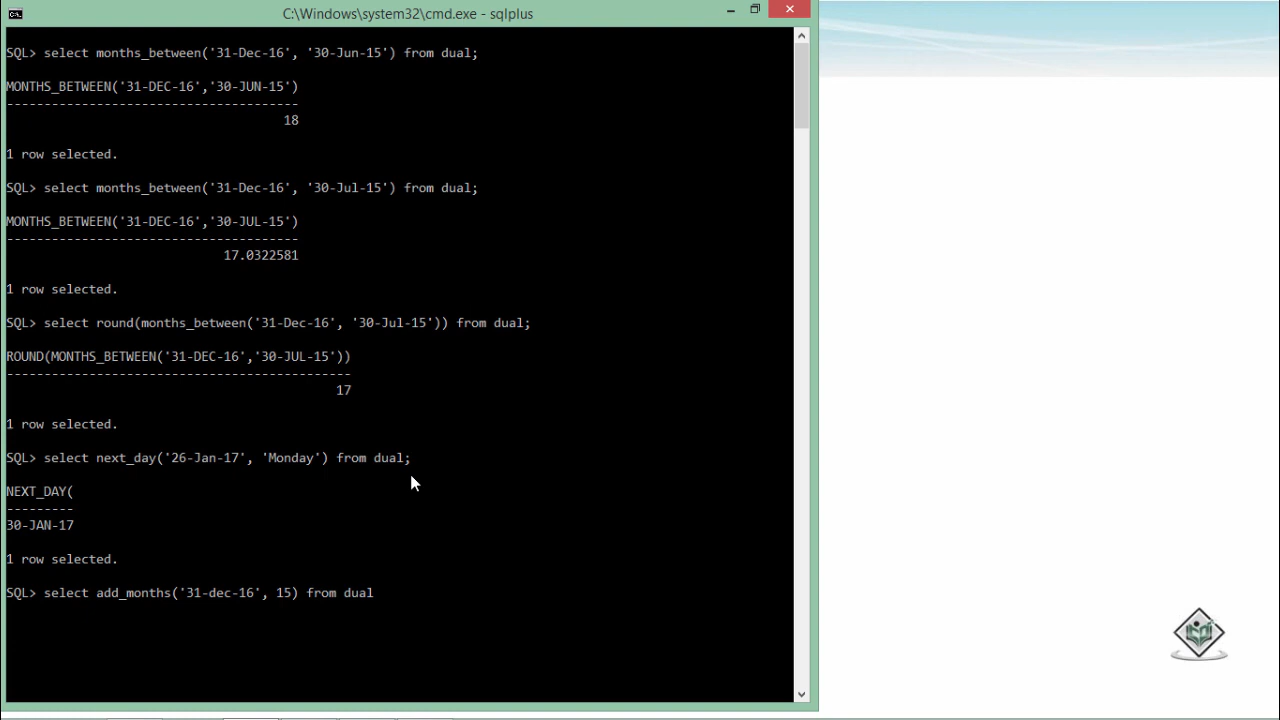 C:\Windows\system32\cmd.exe - sqlplus
SQL> select months_between('31-Dec-16', '30-Jun-15') from dual;
MONTHS_BETWEEN('31-DEC-16','30-JUN-15')
---------------------------------------
18
1 row selected.
SQL> select months_between('31-Dec-16', '30-Jul-15') from dual;
MONTHS_BETWEEN('31-DEC-16','30-JUL-15')
---------------------------------------
17.0322581
1 row selected.
SQL> select round(months_between('31-Dec-16', '30-Jul-15')) from dual;
ROUND(MONTHS_BETWEEN('31-DEC-16','30-JUL-15'))
----------------------------------------------
17
1 row selected.
SQL> select next_day('26-Jan-17', 'Monday') from dual;
NEXT_DAY(
---------
30-JAN-17
1 row selected.
SQL> select add_months('31-dec-16', 15) from dual